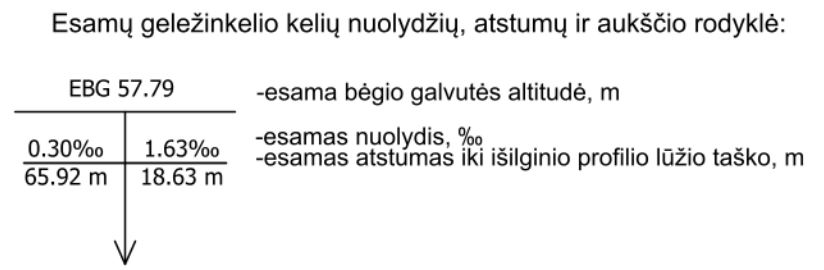 Esamų geležinkelio kelių nuolydžių, atstumų ir aukščio rodyklė:
EBG 57.79 -esama bėgio galvutės altitudė, m
0.30‰ 1.63‰ -esamas nuolydis, ‰
65.92 m 18.63 m -esamas atstumas iki išilginio profilio lūžio taško, m